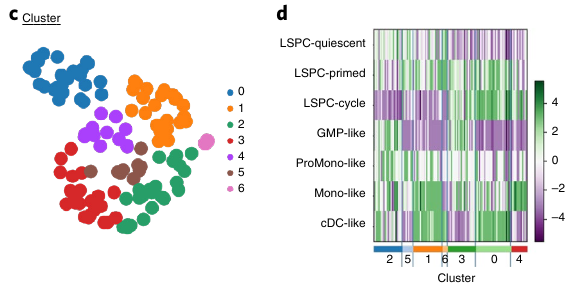 c
Cluster
0
1
2
3
4
5
6
d
LSPC-quiescent
LSPC-primed
LSPC-cycle
GMP-like
ProMono-like
Mono-like
cDC-like
4
2
0
−2
−4
2 5 1 6 3 0 4
Cluster